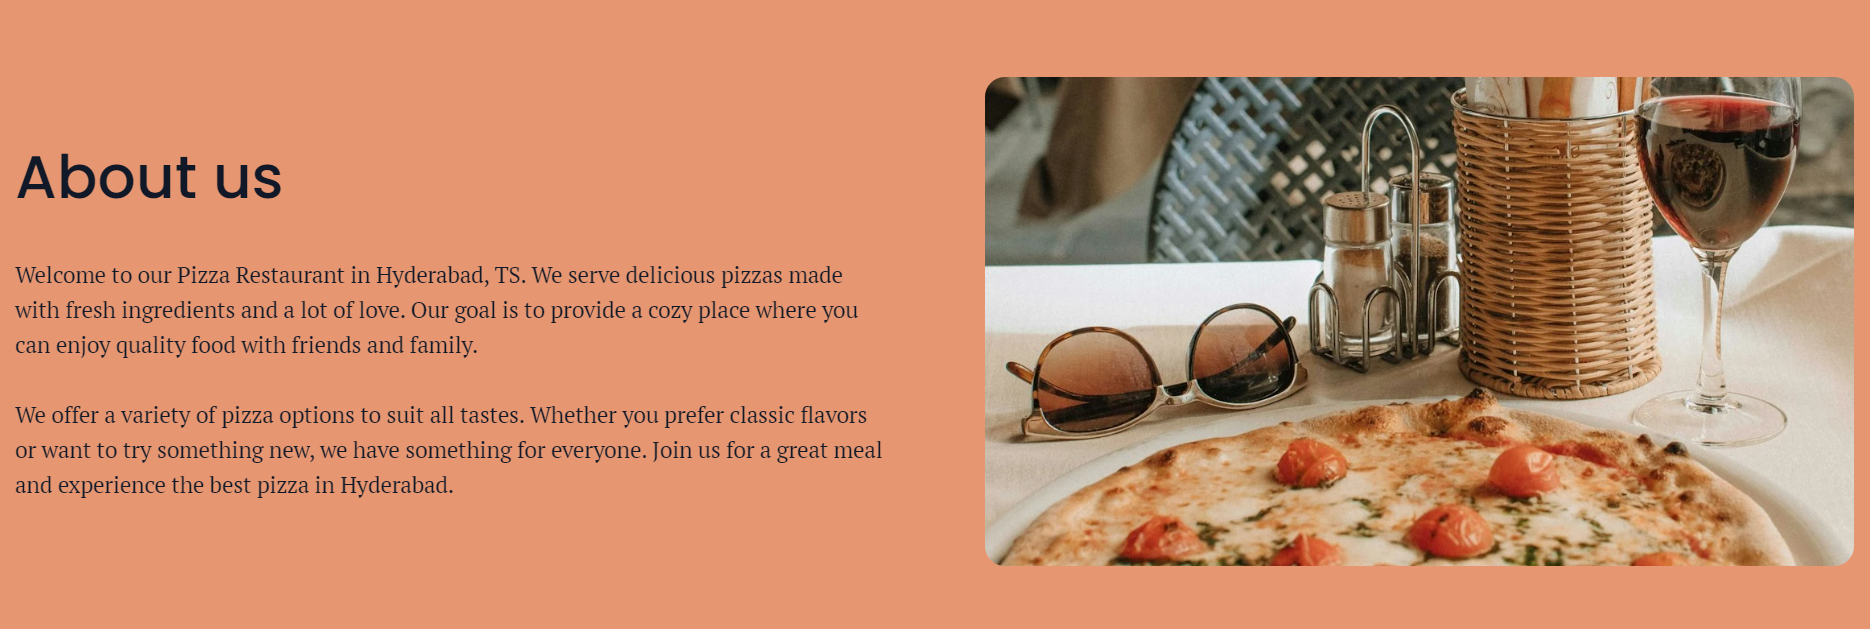 About us
Welcome to our Pizza Restaurant in Hyderabad, TS. We serve delicious pizzas made
with fresh ingredients and a lot of love. Our goal is to provide a cozy place where you
can enjoy quality food with friends and family.
We offer a variety of pizza options to suit all tastes. Whether you prefer classic flavors
or want to try something new, we have something for everyone. Join us for a great meal
and experience the best pizza in Hyderabad.